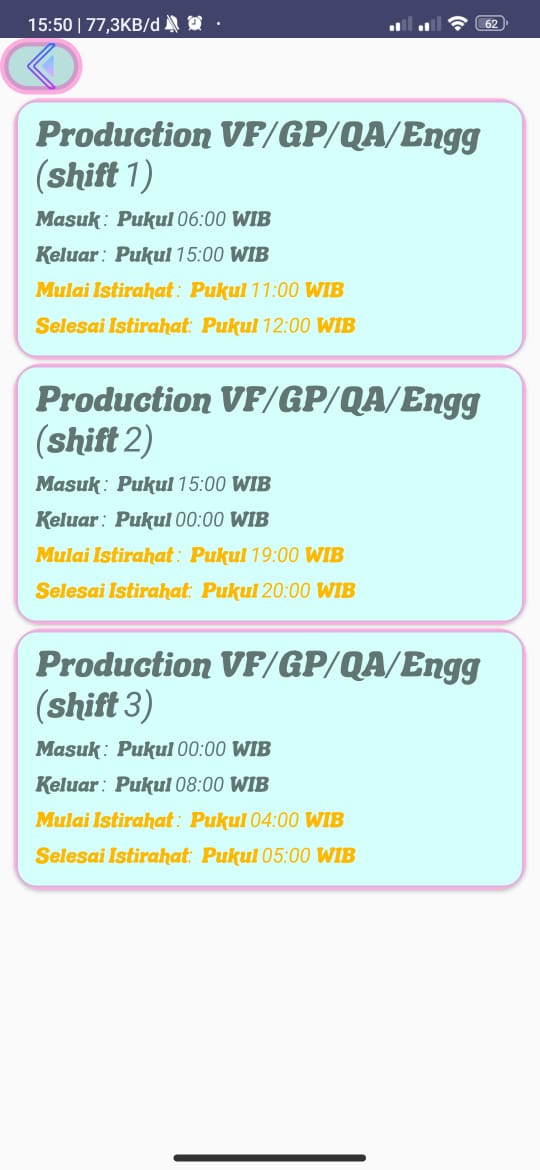 15:50 | 77,3KB/d
62
Production VF/GP/QA/Engg
(shift 1)
Masuk : Pukul 06:00 WIB
Keluar : Pukul 15:00 WIB
Mulai Istirahat : Pukul 11:00 WIB
Selesai Istirahat: Pukul 12:00 WIB
Production VF/GP/QA/Engg
(shift 2)
Masuk : Pukul 15:00 WIB
Keluar : Pukul 00:00 WIB
Mulai Istirahat : Pukul 19:00 WIB
Selesai Istirahat: Pukul 20:00 WIB
Production VF/GP/QA/Engg
(shift 3)
Masuk : Pukul 00:00 WIB
Keluar : Pukul 08:00 WIB
Mulai Istirahat : Pukul 04:00 WIB
Selesai Istirahat: Pukul 05:00 WIB